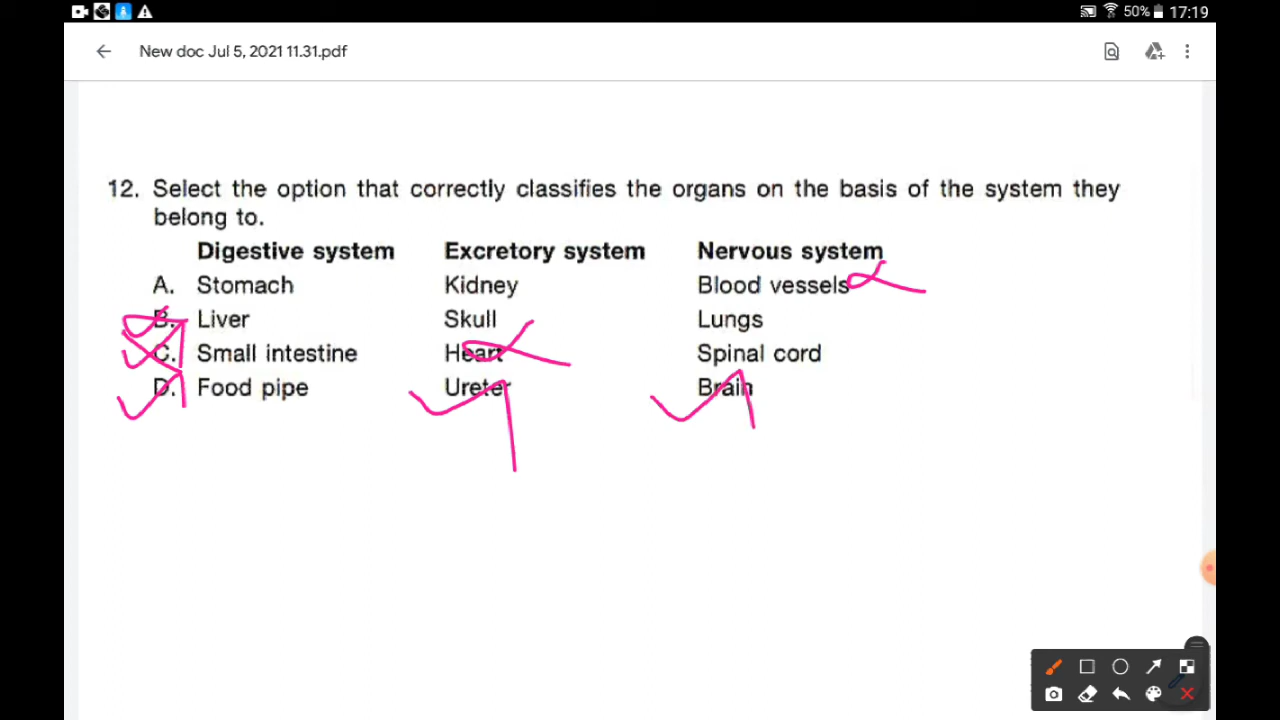 50% 17:19
New doc Jul 5, 2021 11.31.pdf
12. Select the option that correctly classifies the organs on the basis of the system they
belong to.
Digestive system Excretory system Nervous system
A. Stomach Kidney Blood vessels
B. Liver Skull Lungs
C. Small intestine Heart Spinal cord
D. Food pipe Ureter Brain